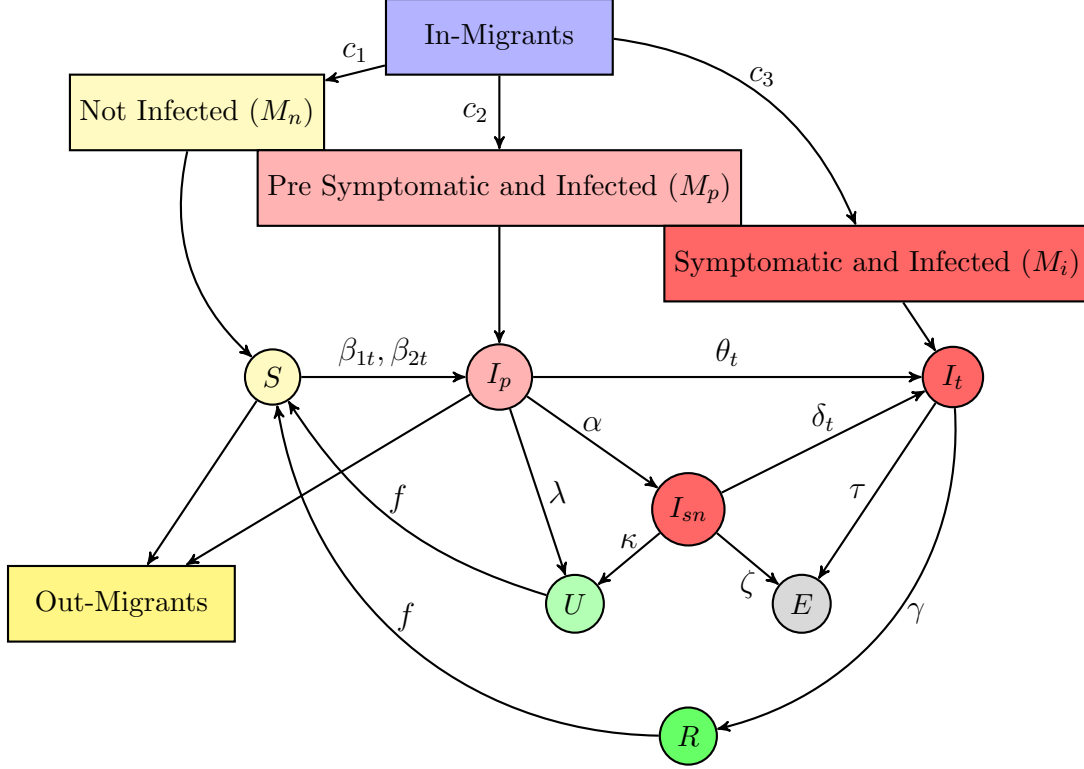 In-Migrants
c₁
c₂
c₃
Not Infected (Mₙ)
Pre Symptomatic and Infected (Mₚ)
Symptomatic and Infected (Mᵢ)
S
β₁ₜ, β₂ₜ
Iₚ
θₜ
Iₜ
α
δₜ
λ
f
Iₛₙ
τ
κ
ζ
Out-Migrants
U
E
f
γ
R